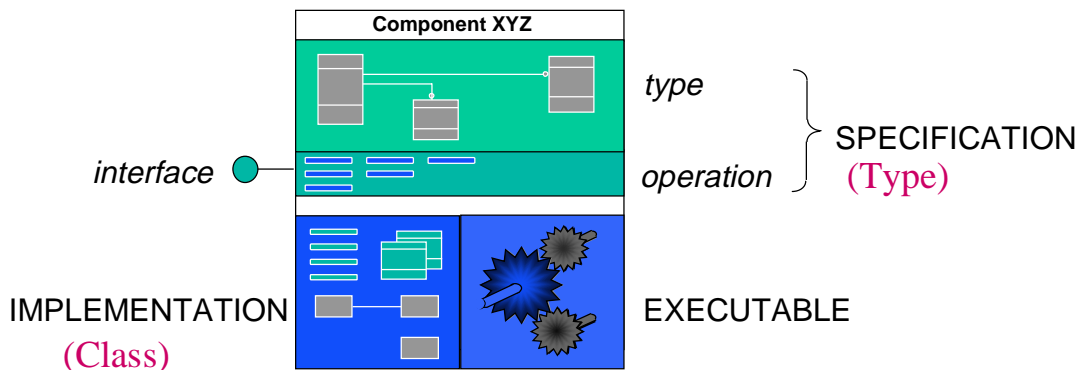 Component XYZ
type
SPECIFICATION
(Type)
interface
operation
IMPLEMENTATION
(Class)
EXECUTABLE